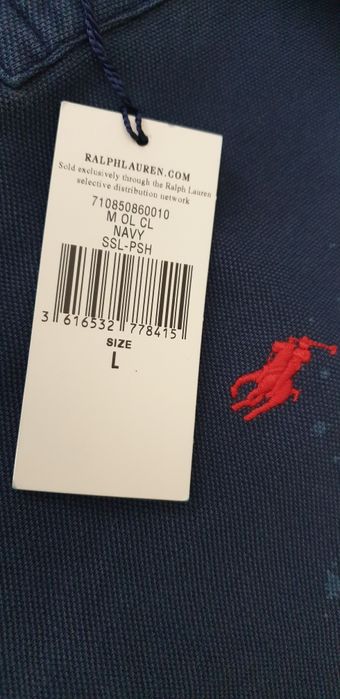 RALPHLAUREN.COM
Sold exclusively through the Ralph Lauren
selective distribution network
710850860010
M OL CL
NAVY
SSL-PSH
3 616532 778415
SIZE
L